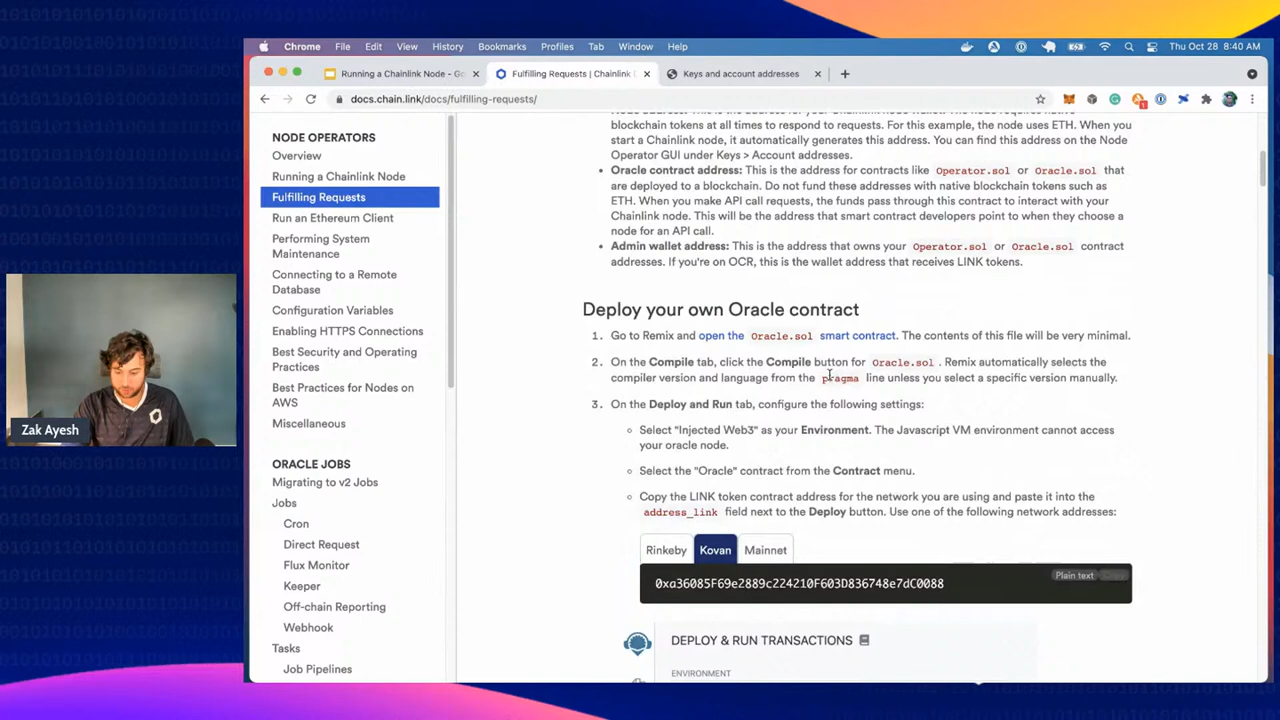 Chrome File Edit View History Bookmarks Profiles Tab Window Help Thu Oct 28 8:40 AM
Running a Chainlink Node - Go Fulfilling Requests | Chainlink Keys and account addresses
docs.chain.link/docs/fulfilling-requests/
NODE OPERATORS
Overview
Running a Chainlink Node
Fulfilling Requests
Run an Ethereum Client
Performing System
Maintenance
Connecting to a Remote
Database
Configuration Variables
Enabling HTTPS Connections
Best Security and Operating
Practices
Best Practices for Nodes on
AWS
Miscellaneous
ORACLE JOBS
Migrating to v2 Jobs
Jobs
Cron
Direct Request
Flux Monitor
Keeper
Off-chain Reporting
Webhook
Tasks
Job Pipelines
blockchain tokens at all times to respond to requests. For this example, the node uses ETH. When you
start a Chainlink node, it automatically generates this address. You can find this address on the Node
Operator GUI under Keys > Account addresses.
• Oracle contract address: This is the address for contracts like Operator.sol or Oracle.sol that
are deployed to a blockchain. Do not fund these addresses with native blockchain tokens such as
ETH. When you make API call requests, the funds pass through this contract to interact with your
Chainlink node. This will be the address that smart contract developers point to when they choose a
node for an API call.
• Admin wallet address: This is the address that owns your Operator.sol or Oracle.sol contract
addresses. If you're on OCR, this is the wallet address that receives LINK tokens.
Deploy your own Oracle contract
1. Go to Remix and open the Oracle.sol smart contract. The contents of this file will be very minimal.
2. On the Compile tab, click the Compile button for Oracle.sol . Remix automatically selects the
compiler version and language from the pragma line unless you select a specific version manually.
3. On the Deploy and Run tab, configure the following settings:
Select "Injected Web3" as your Environment. The Javascript VM environment cannot access
your oracle node.
Select the "Oracle" contract from the Contract menu.
Copy the LINK token contract address for the network you are using and paste it into the
address_link field next to the Deploy button. Use one of the following network addresses:
Rinkeby Kovan Mainnet
Plain text
0xa36085F69e2889c224210F603D836748e7dC0088
DEPLOY & RUN TRANSACTIONS
ENVIRONMENT
Zak Ayesh